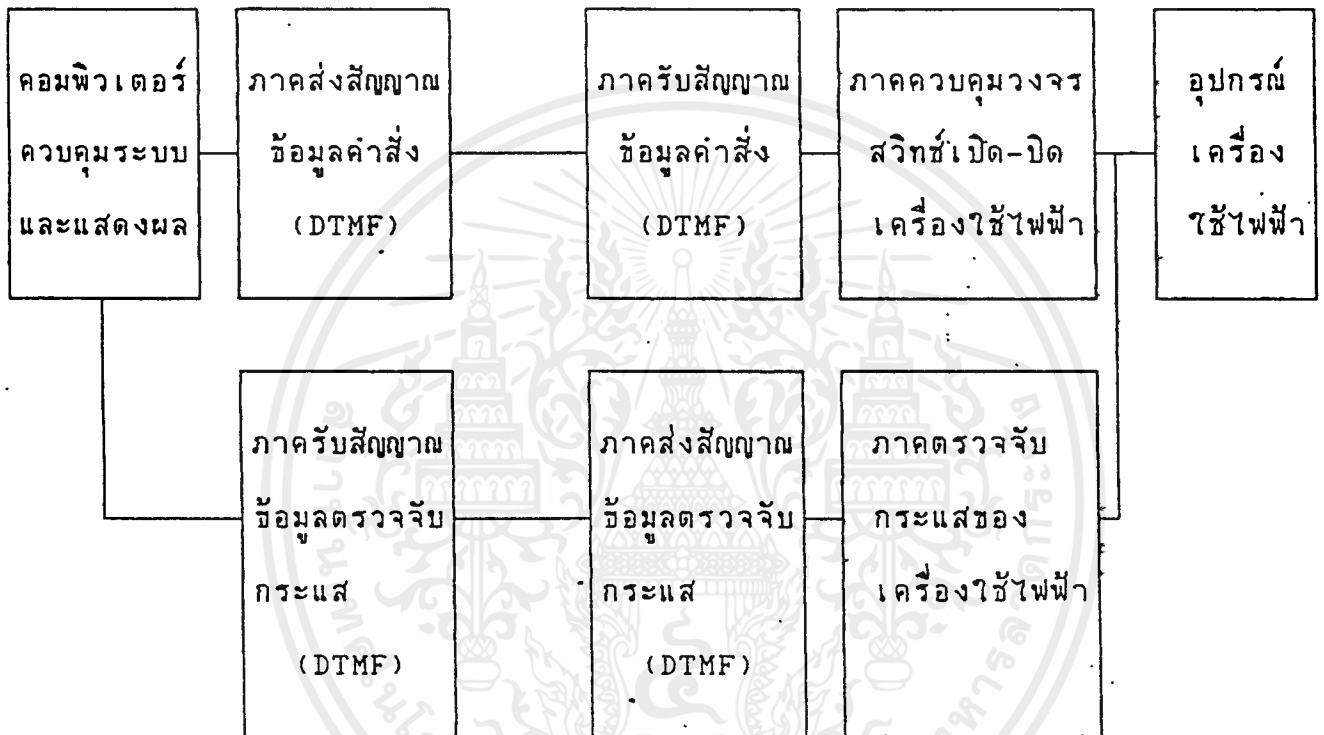 คอมพิวเตอร์
ควบคุมระบบ
และแสดงผล
ภาคส่งสัญญาณ
ข้อมูลคำสั่ง
(DTMF)
ภาครับสัญญาณ
ข้อมูลคำสั่ง
(DTMF)
ภาคควบคุมวงจร
สวิทช์เปิด-ปิด
เครื่องใช้ไฟฟ้า
อุปกรณ์
เครื่อง
ใช้ไฟฟ้า
ภาครับสัญญาณ
ข้อมูลตรวจจับ
กระแส
(DTMF)
ภาคส่งสัญญาณ
ข้อมูลตรวจจับ
กระแส
(DTMF)
ภาคตรวจจับ
กระแสของ
เครื่องใช้ไฟฟ้า